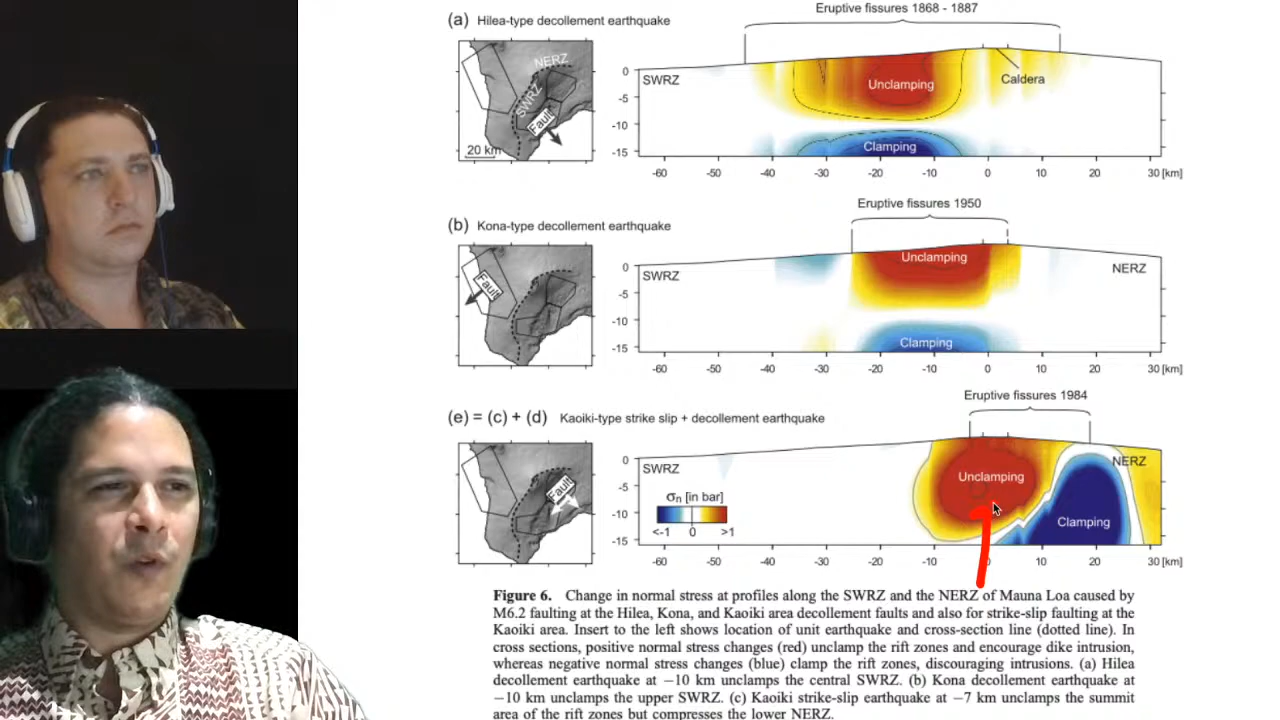 Eruptive fissures 1868 - 1887
(a) Hilea-type decollement earthquake
NERZ
SWRZ
Fault
20 km
0
-5
-10
-15
SWRZ
Unclamping
Caldera
Clamping
-60 -50 -40 -30 -20 -10 0 10 20 30 [km]
Eruptive fissures 1950
(b) Kona-type decollement earthquake
Fault
0
-5
-10
-15
SWRZ
Unclamping
NERZ
Clamping
-60 -50 -40 -30 -20 -10 0 10 20 30 [km]
Eruptive fissures 1984
(e) = (c) + (d) Kaoiki-type strike slip + decollement earthquake
Fault
0
-5
-10
-15
SWRZ
Unclamping
NERZ
σn [in bar]
<-1 0 >1
Clamping
-60 -50 -40 -30 -20 -10 0 10 20 30 [km]
Figure 6. Change in normal stress at profiles along the SWRZ and the NERZ of Mauna Loa caused by
M6.2 faulting at the Hilea, Kona, and Kaoiki area decollement faults and also for strike-slip faulting at the
Kaoiki area. Insert to the left shows location of unit earthquake and cross-section line (dotted line). In
cross sections, positive normal stress changes (red) unclamp the rift zones and encourage dike intrusion,
whereas negative normal stress changes (blue) clamp the rift zones, discouraging intrusions. (a) Hilea
decollement earthquake at −10 km unclamps the central SWRZ. (b) Kona decollement earthquake at
−10 km unclamps the upper SWRZ. (c) Kaoiki strike-slip earthquake at −7 km unclamps the summit
area of the rift zones but compresses the lower NERZ.